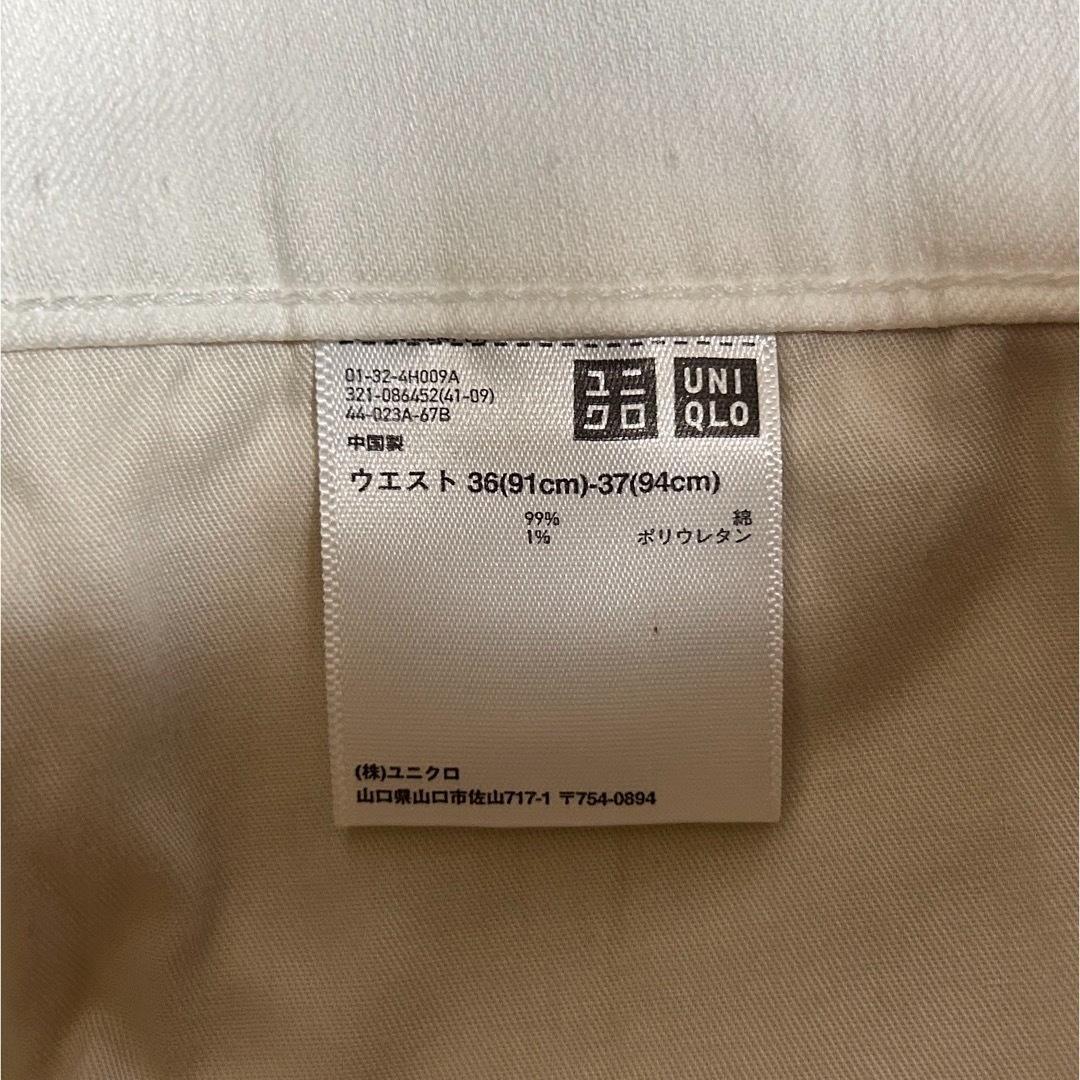 01-32-4H009A
321-086452(41-09)
44-023A-67B
ユニクロ
UNIQLO
中国製
ウエスト 36(91cm)-37(94cm)
99% 綿
1% ポリウレタン
(株)ユニクロ
山口県山口市佐山717-1 〒754-0894